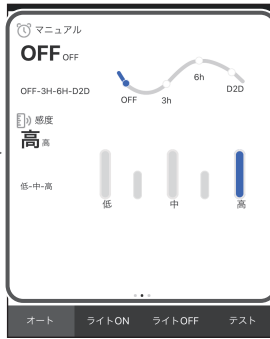 マニュアル
OFF OFF
OFF-3H-6H-D2D
OFF 3h 6h D2D
感度
高 高
低-中-高
低 中 高
オート ライトON ライトOFF テスト